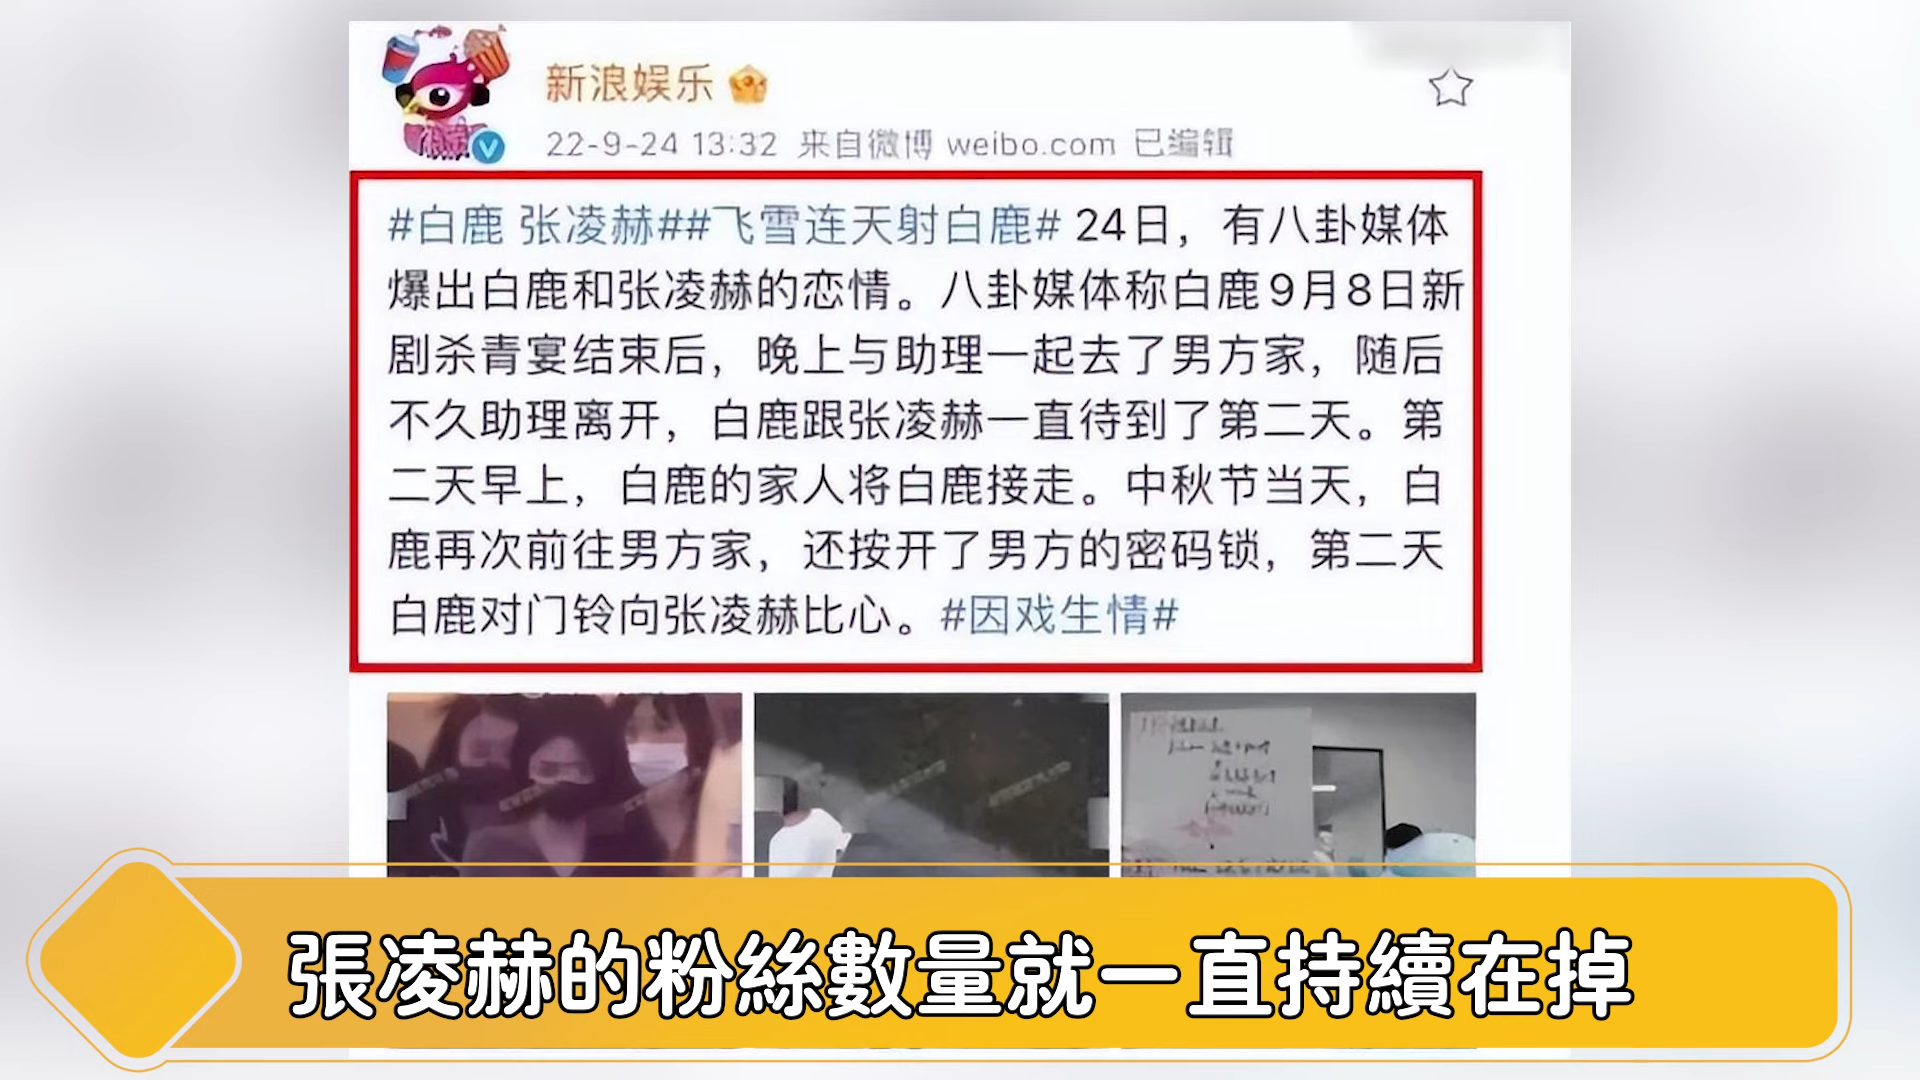 新浪娱乐
22-9-24 13:32 来自微博 weibo.com 已编辑
#白鹿 张凌赫##飞雪连天射白鹿# 24日，有八卦媒体
爆出白鹿和张凌赫的恋情。八卦媒体称白鹿9月8日新
剧杀青宴结束后，晚上与助理一起去了男方家，随后
不久助理离开，白鹿跟张凌赫一直待到了第二天。第
二天早上，白鹿的家人将白鹿接走。中秋节当天，白
鹿再次前往男方家，还按开了男方的密码锁，第二天
白鹿对门铃向张凌赫比心。#因戏生情#
張凌赫的粉絲數量就一直持續在掉